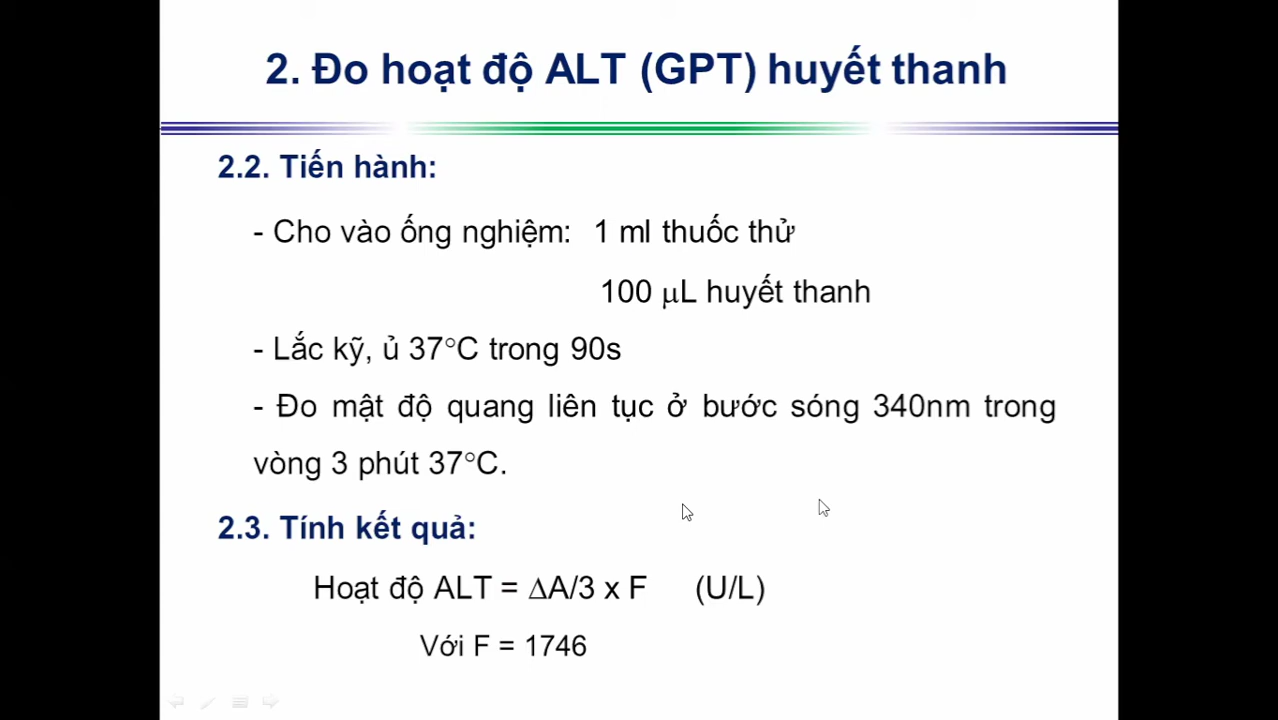 2. Đo hoạt độ ALT (GPT) huyết thanh
2.2. Tiến hành:
- Cho vào ống nghiệm: 1 ml thuốc thử
100 μL huyết thanh
- Lắc kỹ, ủ 37°C trong 90s
- Đo mật độ quang liên tục ở bước sóng 340nm trong
vòng 3 phút 37°C.
2.3. Tính kết quả:
Hoạt độ ALT = ∆A/3 x F (U/L)
Với F = 1746